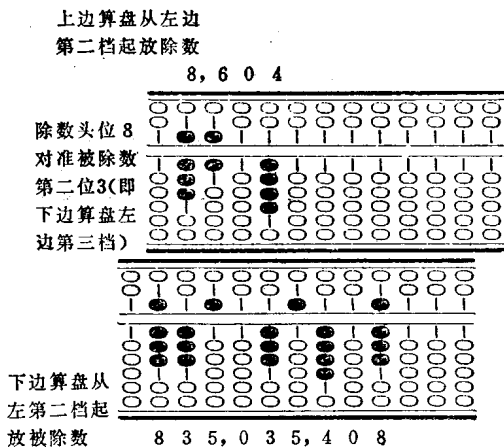 上边算盘从左边
第二档起放除数
8,6 0 4
除数头位8
对准被除数
第二位3(即
下边算盘左
边第三档)
下边算盘从
左第二档起
放被除数
8 3 5,0 3 5,4 0 8